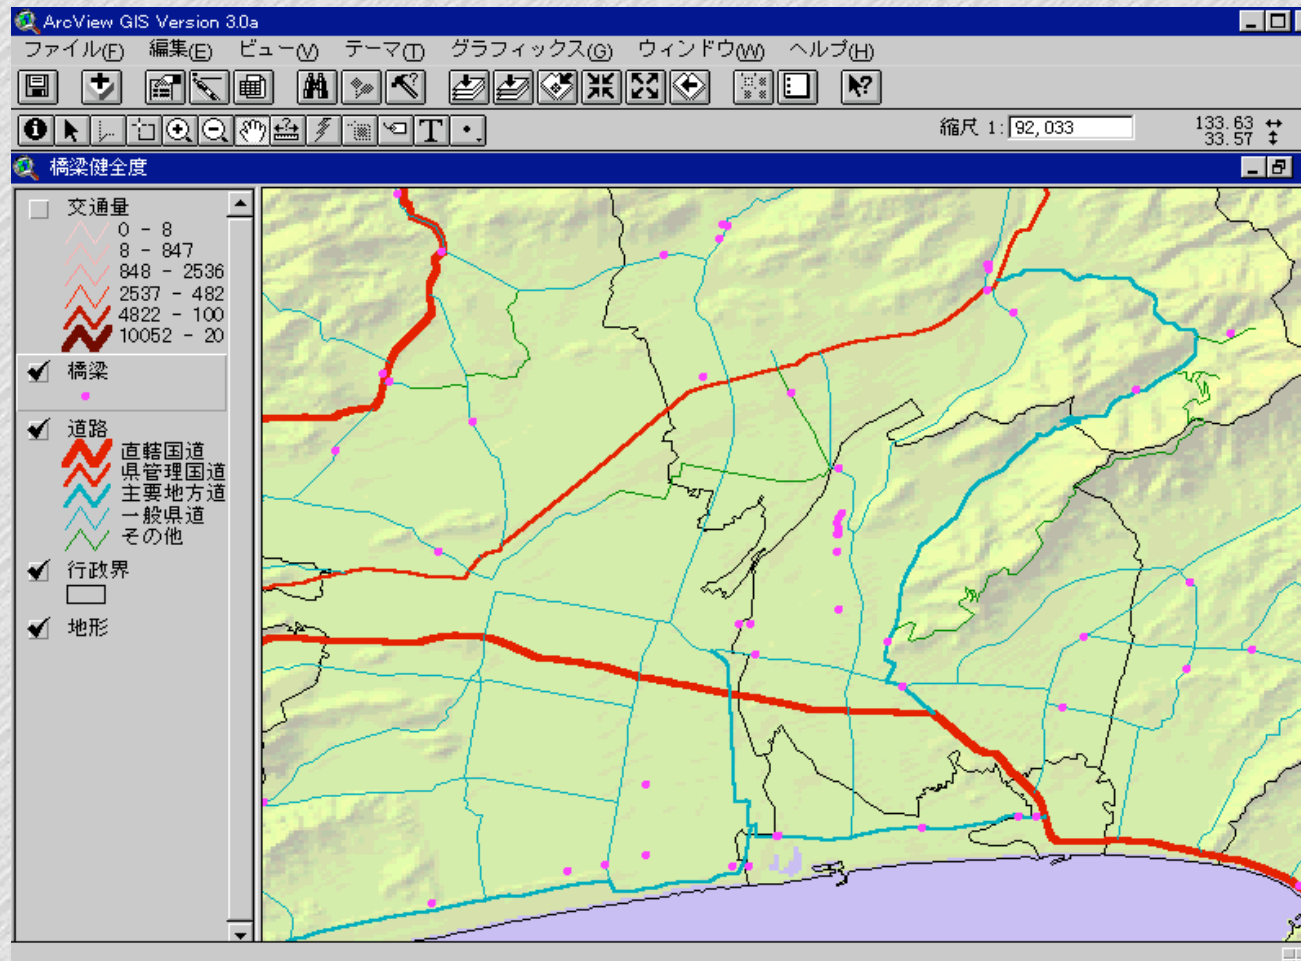 ArcView GIS Version 3.0a
ファイル(F) 編集(E) ビュー(V) テーマ(T) グラフィックス(G) ウィンドウ(W) ヘルプ(H)
縮尺 1: 92,033
133.63
33.57
橋梁健全度
交通量
0 - 8
8 - 847
848 - 2536
2537 - 482
4822 - 100
10052 - 20
橋梁
道路
直轄国道
県管理国道
主要地方道
一般県道
その他
行政界
地形